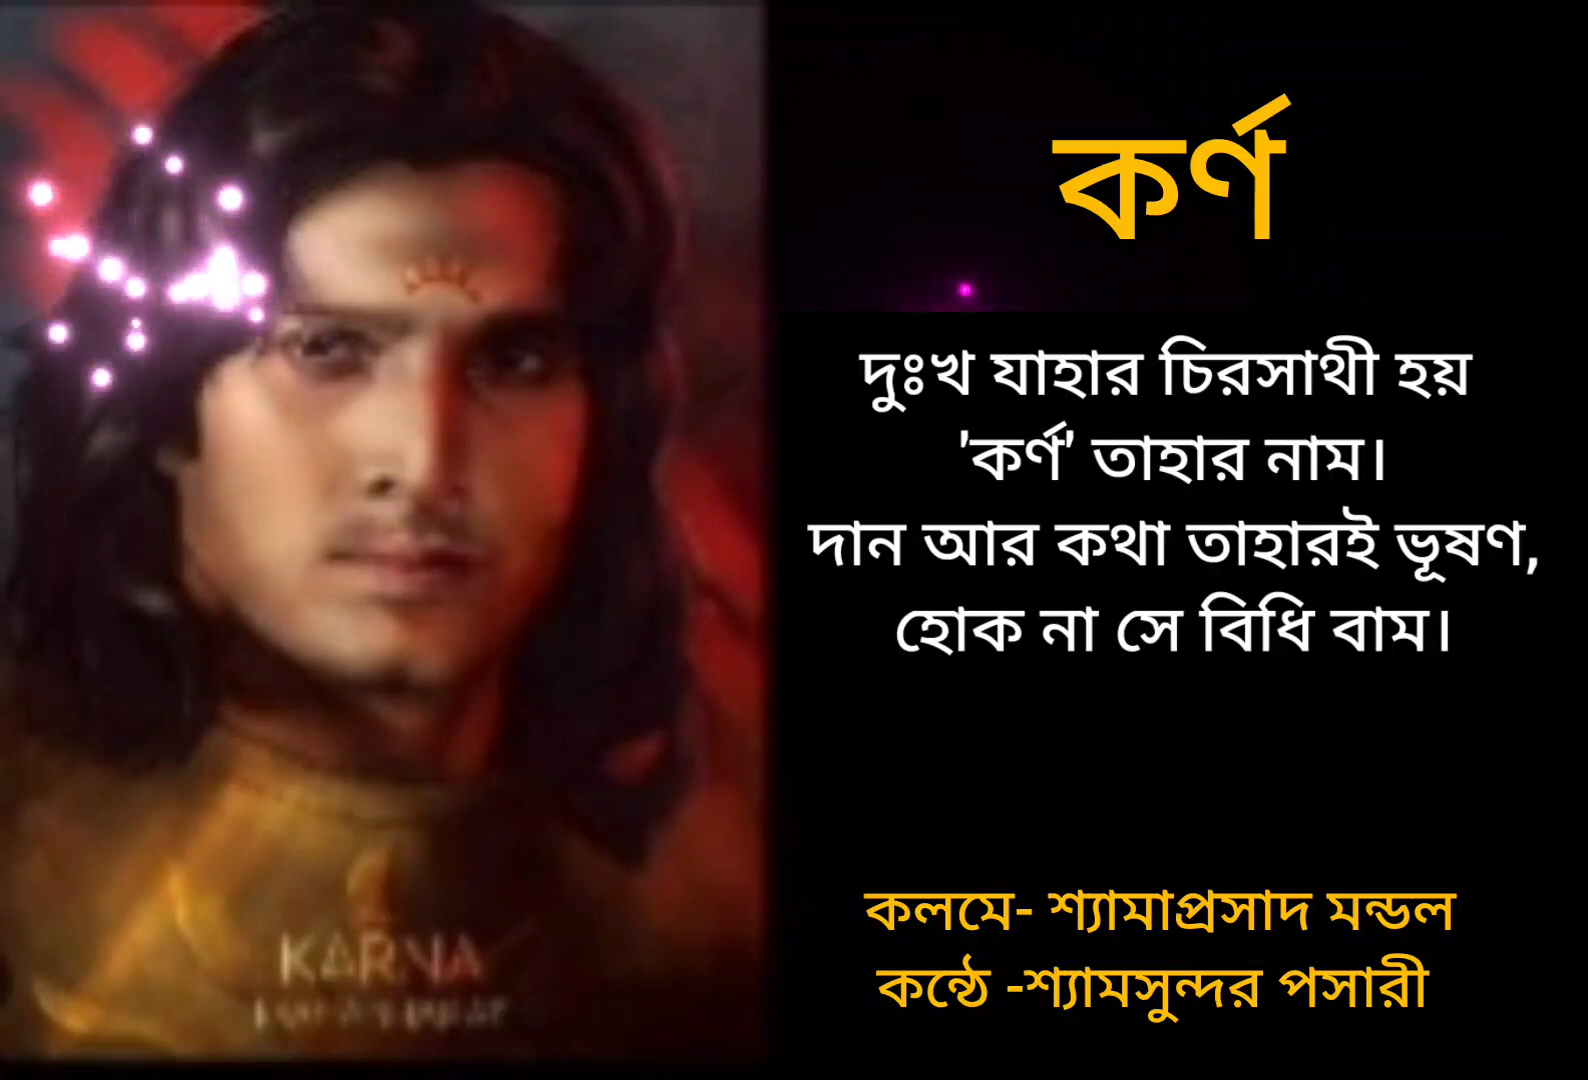 কর্ণ
দুঃখ যাহার চিরসাথী হয়
'কর্ণ' তাহার নাম।
দান আর কথা তাহারই ভূষণ,
হোক না সে বিধি বাম।
কলমে- শ্যামাপ্রসাদ মন্ডল
কন্ঠে -শ্যামসুন্দর পসারী
KARNA